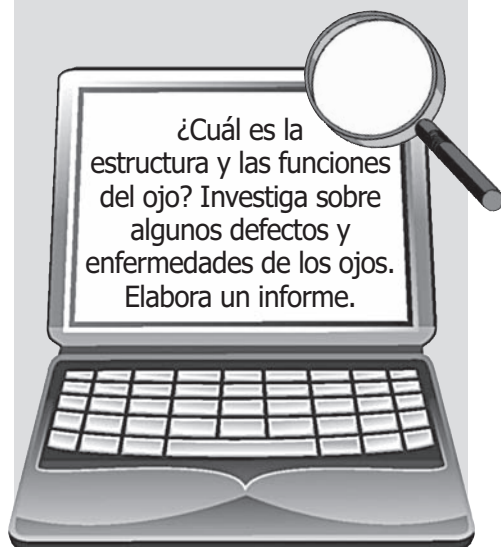 ¿Cuál es la
estructura y las funciones
del ojo? Investiga sobre
algunos defectos y
enfermedades de los ojos.
Elabora un informe.